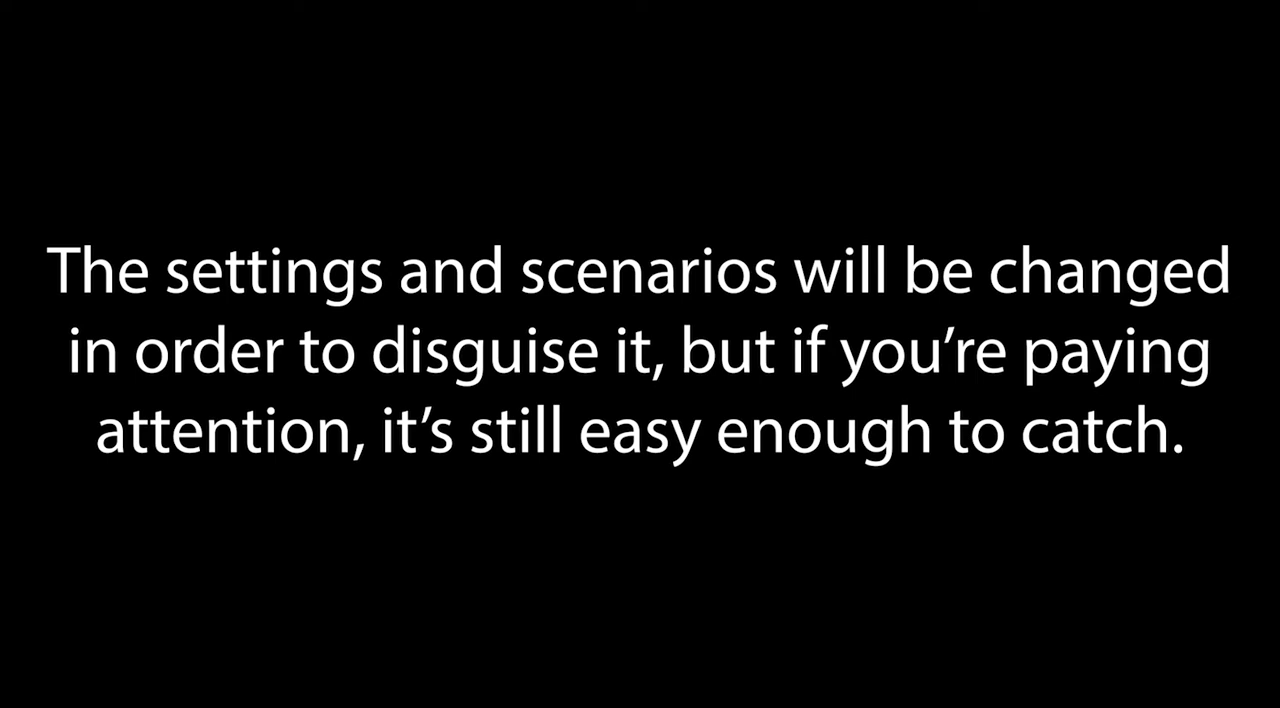 The settings and scenarios will be changed
in order to disguise it, but if you’re paying
attention, it’s still easy enough to catch.